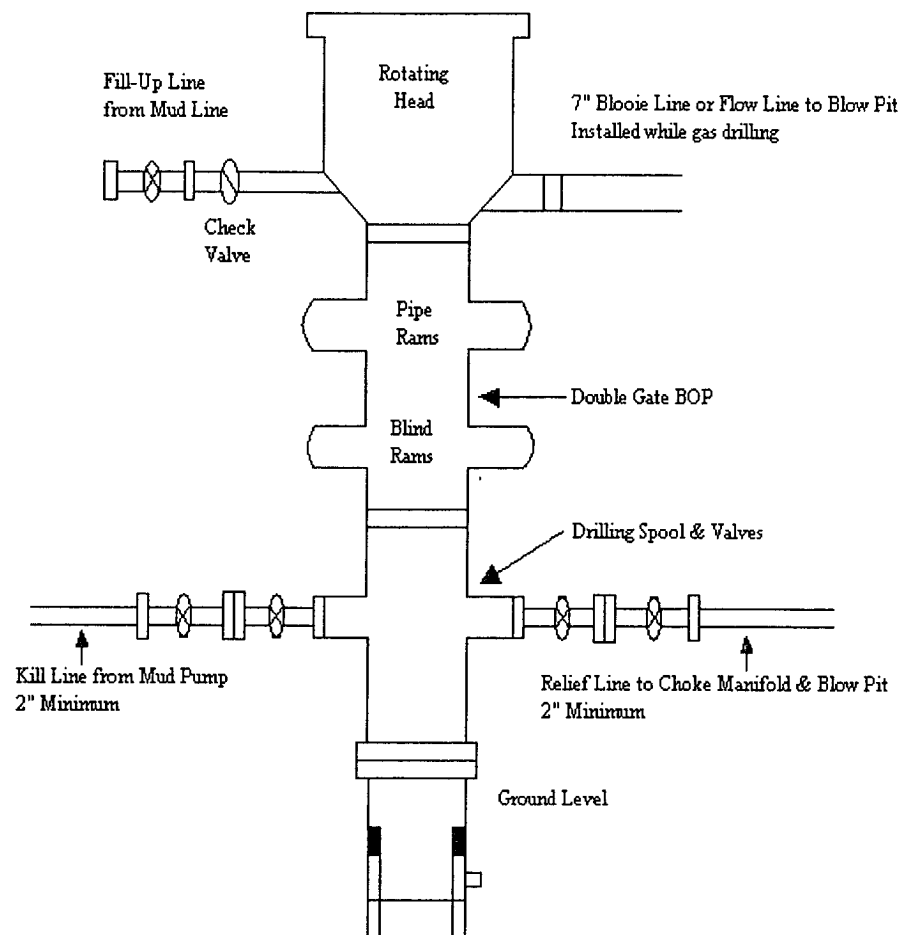 Rotating
Head
Fill-Up Line
from Mud Line
7" Blooie Line or Flow Line to Blow Pit
Installed while gas drilling
Check
Valve
Pipe
Rams
Double Gate BOP
Blind
Rams
Drilling Spool & Valves
Kill Line from Mud Pump
2" Minimum
Relief Line to Choke Manifold & Blow Pit
2" Minimum
Ground Level